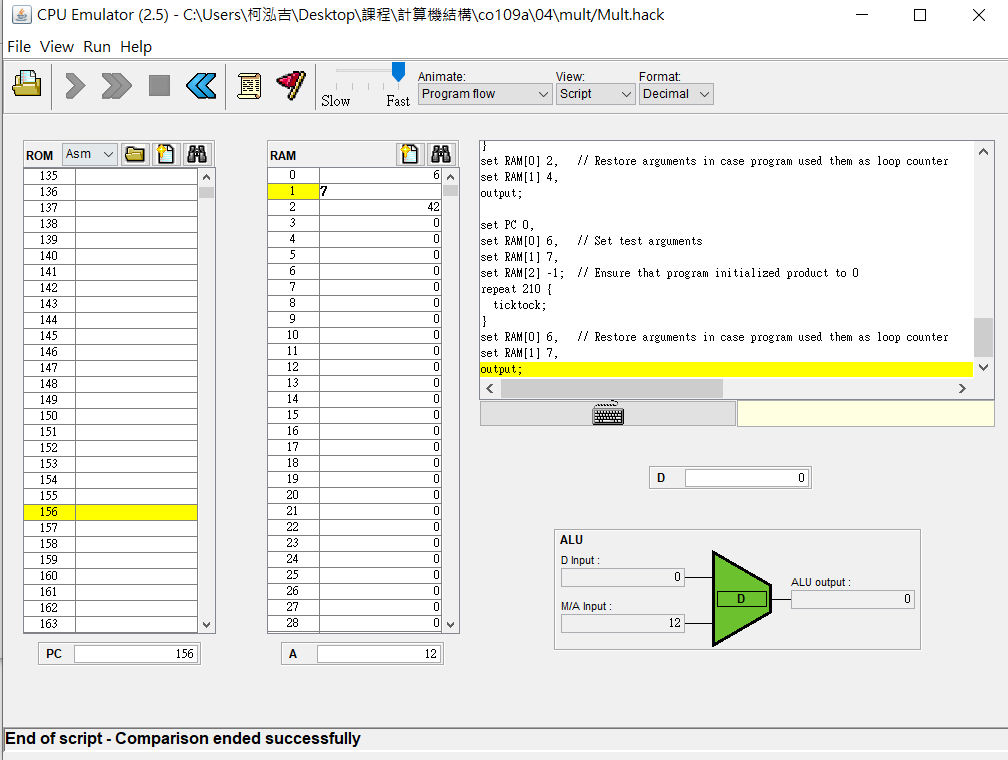 CPU Emulator (2.5) - C:\Users\柯泓吉\Desktop\課程\計算機結構\co109a\04\mult/Mult.hack
File View Run Help
Slow Fast
Animate:
Program flow
View:
Script
Format:
Decimal
ROM Asm
135
136
137
138
139
140
141
142
143
144
145
146
147
148
149
150
151
152
153
154
155
156
157
158
159
160
161
162
163
PC 156
RAM
0 6
1 7
2 42
3 0
4 0
5 0
6 0
7 0
8 0
9 0
10 0
11 0
12 0
13 0
14 0
15 0
16 0
17 0
18 0
19 0
20 0
21 0
22 0
23 0
24 0
25 0
26 0
27 0
28 0
A 12
}
set RAM[0] 2,   // Restore arguments in case program used them as loop counter
set RAM[1] 4,
output;
set PC 0,
set RAM[0] 6,   // Set test arguments
set RAM[1] 7,
set RAM[2] -1;  // Ensure that program initialized product to 0
repeat 210 {
  ticktock;
}
set RAM[0] 6,   // Restore arguments in case program used them as loop counter
set RAM[1] 7,
output;
D 0
ALU
D Input :
0
M/A Input :
12
D
ALU output :
0
End of script - Comparison ended successfully